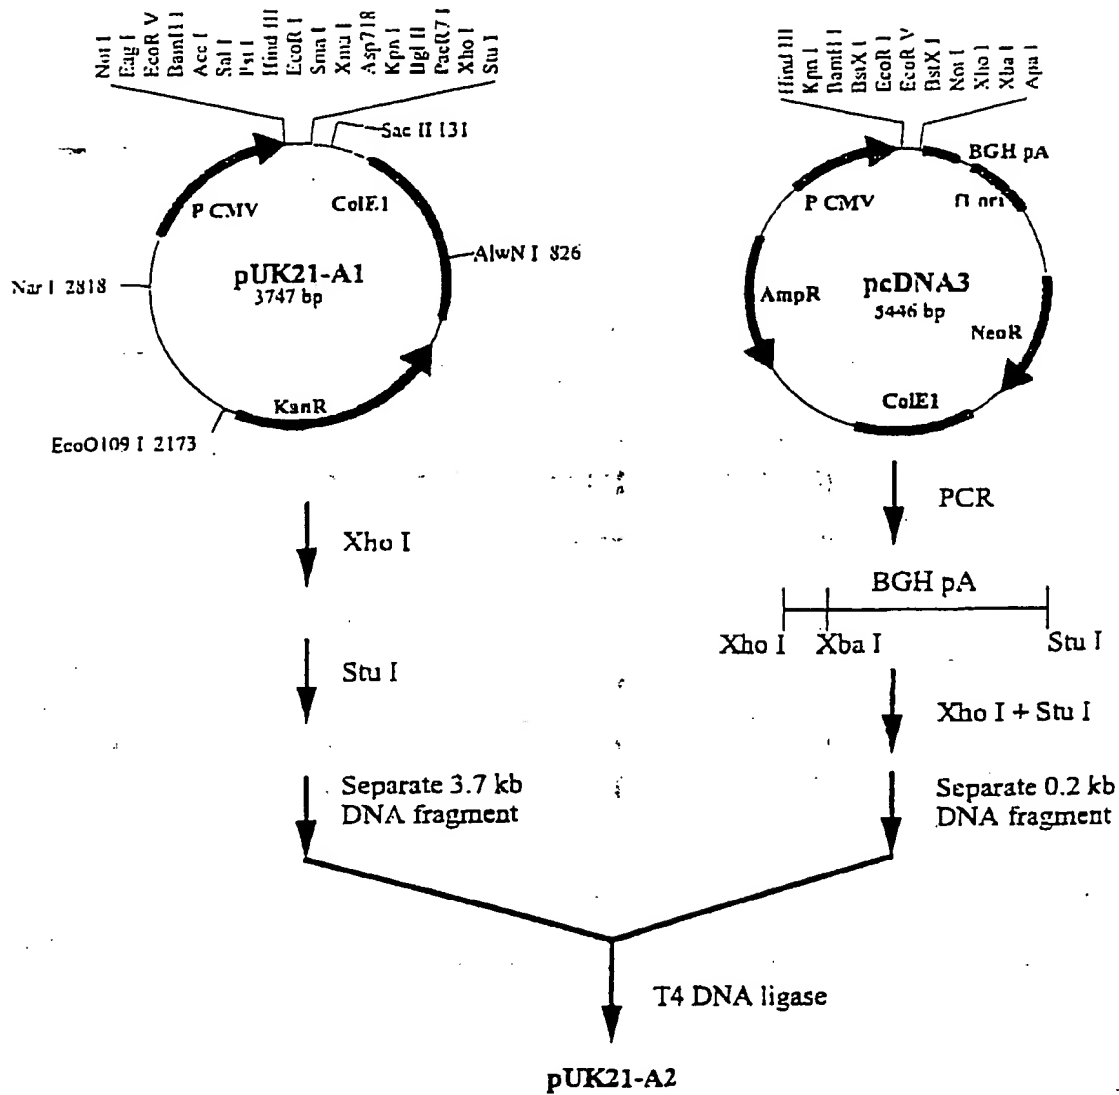 Not I
Eag I
EcoR V
BamH I
Acc I
Sal I
Pst I
Hind III
EcoR I
Sma I
Xma I
Asp718
Kpn I
Bgl II
PaeR7 I
Xho I
Stu I
Sac II 131
P CMV
ColE1
AlwN I 826
pUK21-A1
3747 bp
Nar I 2818
KanR
EcoO109 I 2173
Hind III
Kpn I
BamH I
BstX I
EcoR I
EcoR V
BstX I
Not I
Xho I
Xba I
Apa I
BGH pA
P CMV
f1 ori
AmpR
pcDNA3
5446 bp
NeoR
ColE1
Xho I
Stu I
Separate 3.7 kb
DNA fragment
PCR
BGH pA
Xho I
Xba I
Stu I
Xho I + Stu I
Separate 0.2 kb
DNA fragment
T4 DNA ligase
pUK21-A2